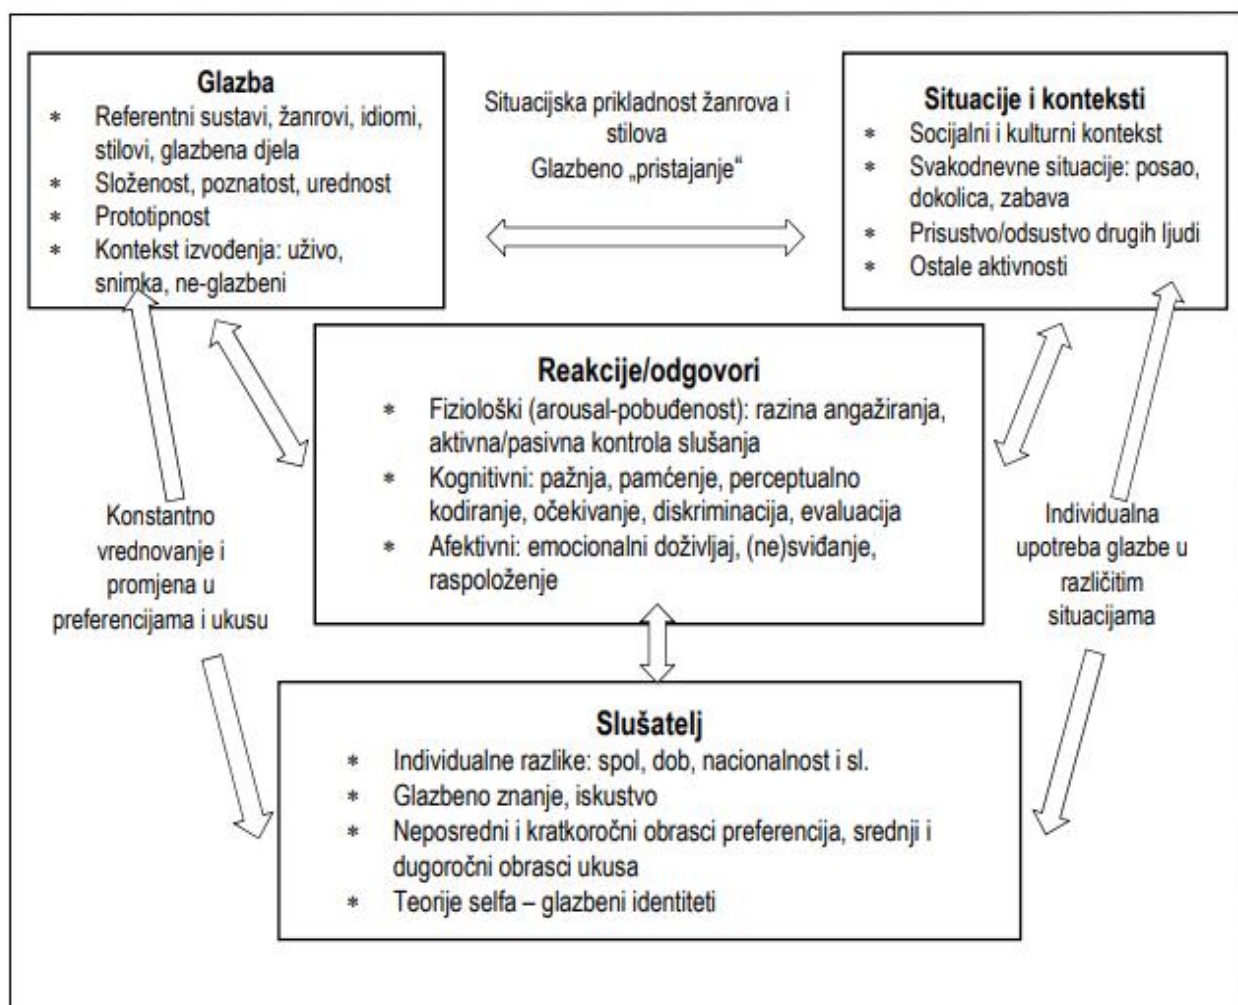 Glazba
* Referentni sustavi, žanrovi, idiomi,
stilovi, glazbena djela
* Složenost, poznatost, urednost
* Prototipnost
* Kontekst izvođenja: uživo,
snimka, ne-glazbeni
Situacijska prikladnost žanrova i
stilova
Glazbeno „pristajanje“
Situacije i konteksti
* Socijalni i kulturni kontekst
* Svakodnevne situacije: posao,
dokolica, zabava
* Prisustvo/odsustvo drugih ljudi
* Ostale aktivnosti
Reakcije/odgovori
* Fiziološki (arousal-pobuđenost): razina angažiranja,
aktivna/pasivna kontrola slušanja
* Kognitivni: pažnja, pamćenje, perceptualno
kodiranje, očekivanje, diskriminacija, evaluacija
* Afektivni: emocionalni doživljaj, (ne)sviđanje,
raspoloženje
Konstantno
vrednovanje i
promjena u
preferencijama i ukusu
Individualna
upotreba glazbe u
različitim
situacijama
Slušatelj
* Individualne razlike: spol, dob, nacionalnost i sl.
* Glazbeno znanje, iskustvo
* Neposredni i kratkoročni obrasci preferencija, srednji i
dugoročni obrasci ukusa
* Teorije selfa – glazbeni identiteti